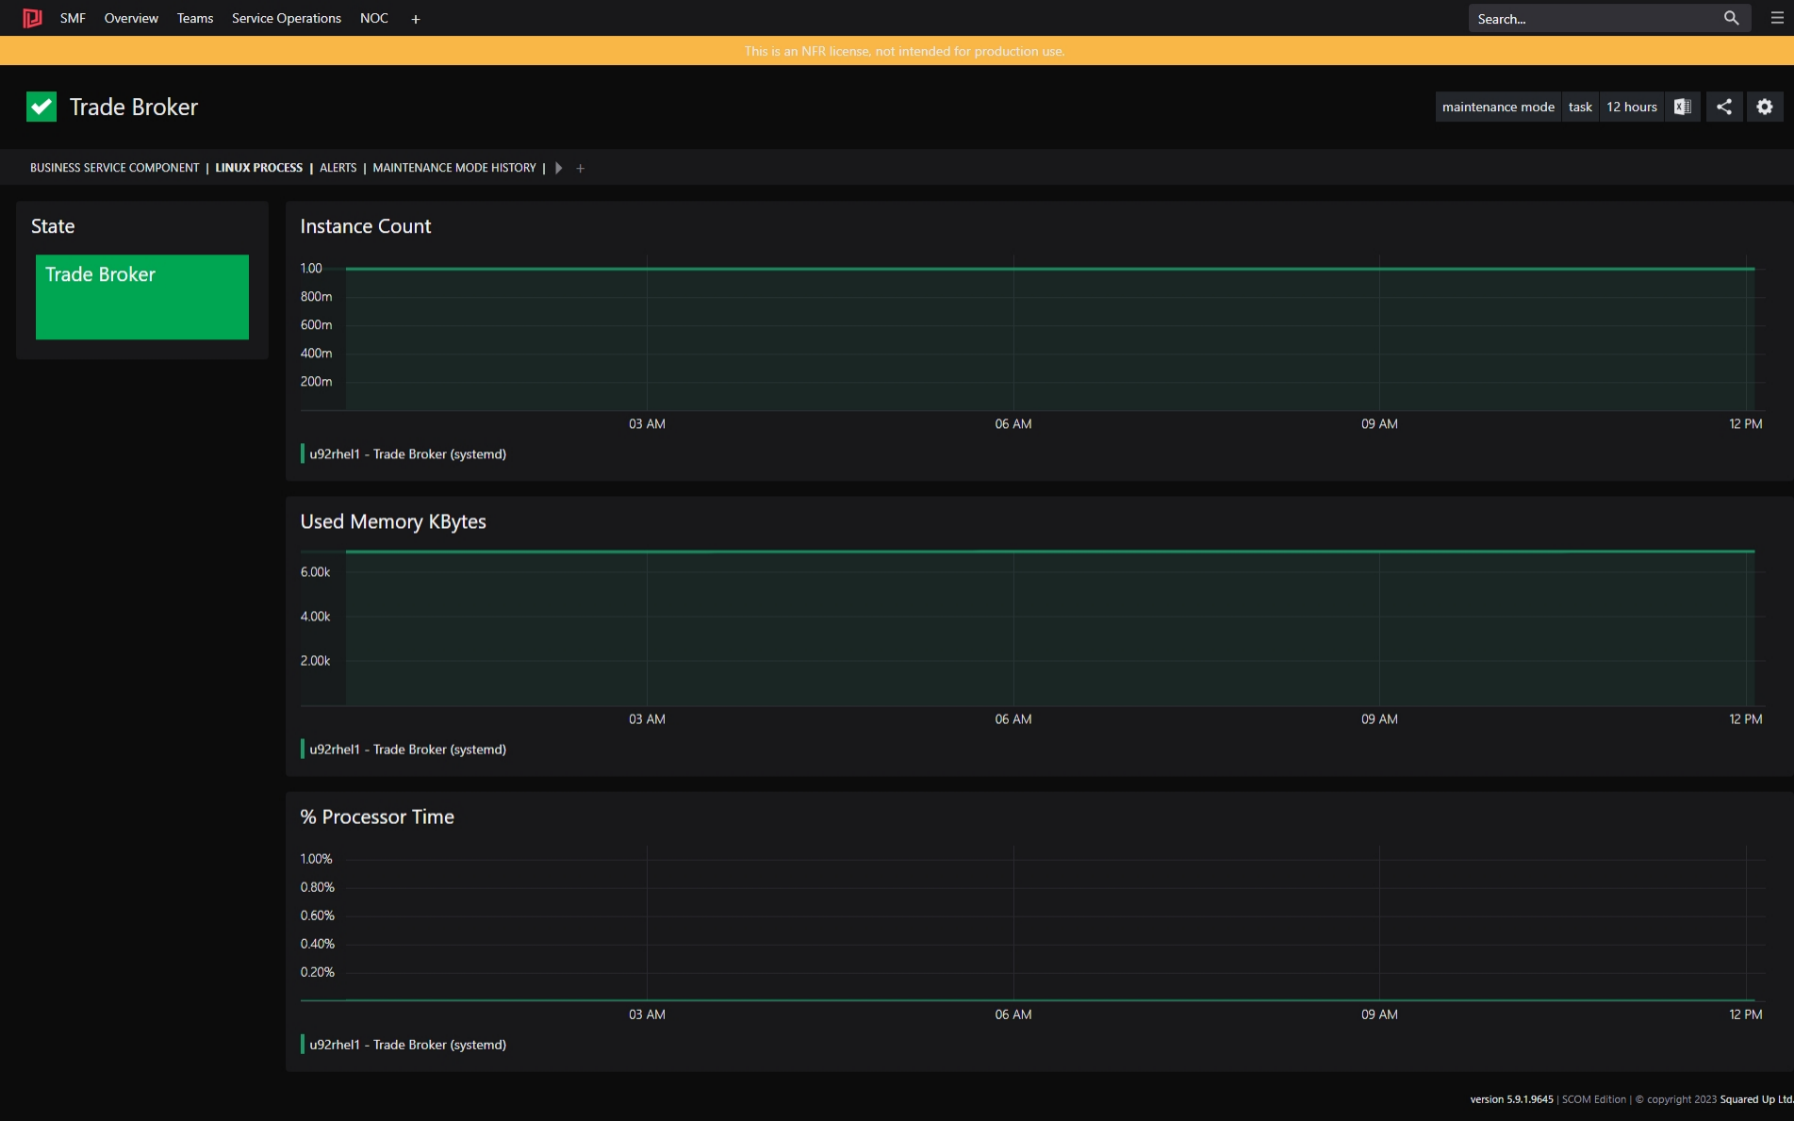 SMF Overview Teams Service Operations NOC +
Search...
This is an NFR license, not intended for production use.
Trade Broker
maintenance mode task 12 hours
BUSINESS SERVICE COMPONENT | LINUX PROCESS | ALERTS | MAINTENANCE MODE HISTORY | +
State
Trade Broker
Instance Count
1.00
800m
600m
400m
200m
03 AM 06 AM 09 AM 12 PM
u92rhel1 - Trade Broker (systemd)
Used Memory KBytes
6.00k
4.00k
2.00k
03 AM 06 AM 09 AM 12 PM
u92rhel1 - Trade Broker (systemd)
% Processor Time
1.00%
0.80%
0.60%
0.40%
0.20%
03 AM 06 AM 09 AM 12 PM
u92rhel1 - Trade Broker (systemd)
version 5.9.1.9645 | SCOM Edition | © copyright 2023 Squared Up Ltd.